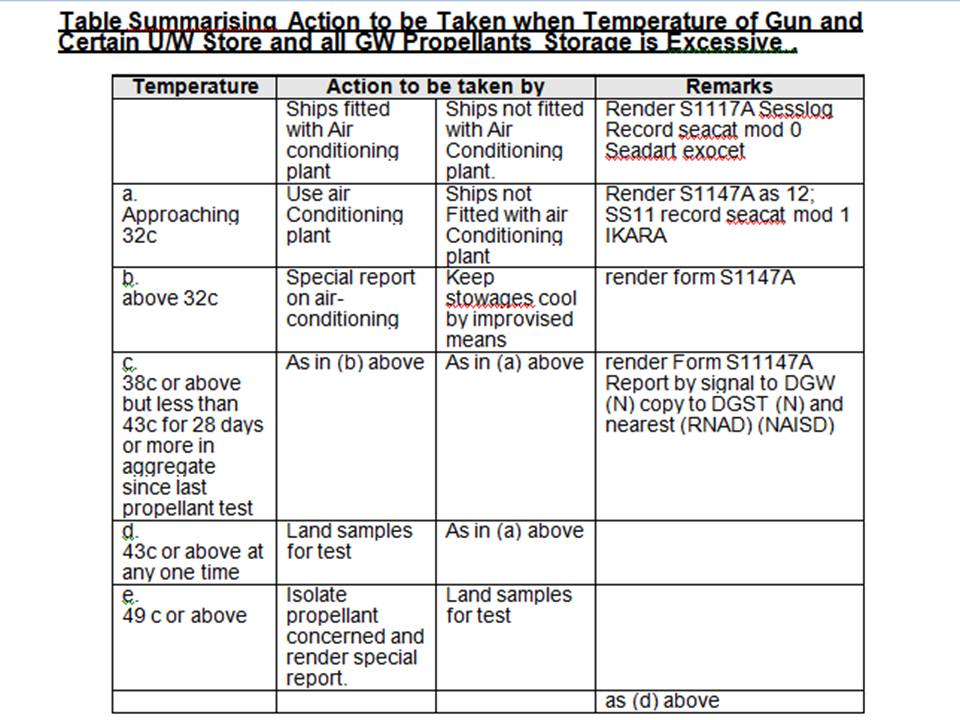 Table Summarising Action to be Taken when Temperature of Gun and
Certain U/W Store and all GW Propellants Storage is Excessive .
Temperature
Action to be taken by
Remarks
Ships fitted
with Air
conditioning
plant
Ships not fitted
with Air
Conditioning
plant.
Render S1117A Sesslog
Record seacat mod 0
Seadart exocet
a.
Approaching
32c
Use air
Conditioning
plant
Ships not
Fitted with air
Conditioning
plant
Render S1147A as 12;
SS11 record seacat mod 1
IKARA
b.
above 32c
Special report
on air-
conditioning
Keep
stowages cool
by improvised
means
render form S1147A
c.
38c or above
but less than
43c for 28 days
or more in
aggregate
since last
propellant test
As in (b) above
As in (a) above
render Form S11147A
Report by signal to DGW
(N) copy to DGST (N) and
nearest (RNAD) (NAISD)
d.
43c or above at
any one time
Land samples
for test
As in (a) above
e.
49 c or above
Isolate
propellant
concerned and
render special
report.
Land samples
for test
as (d) above